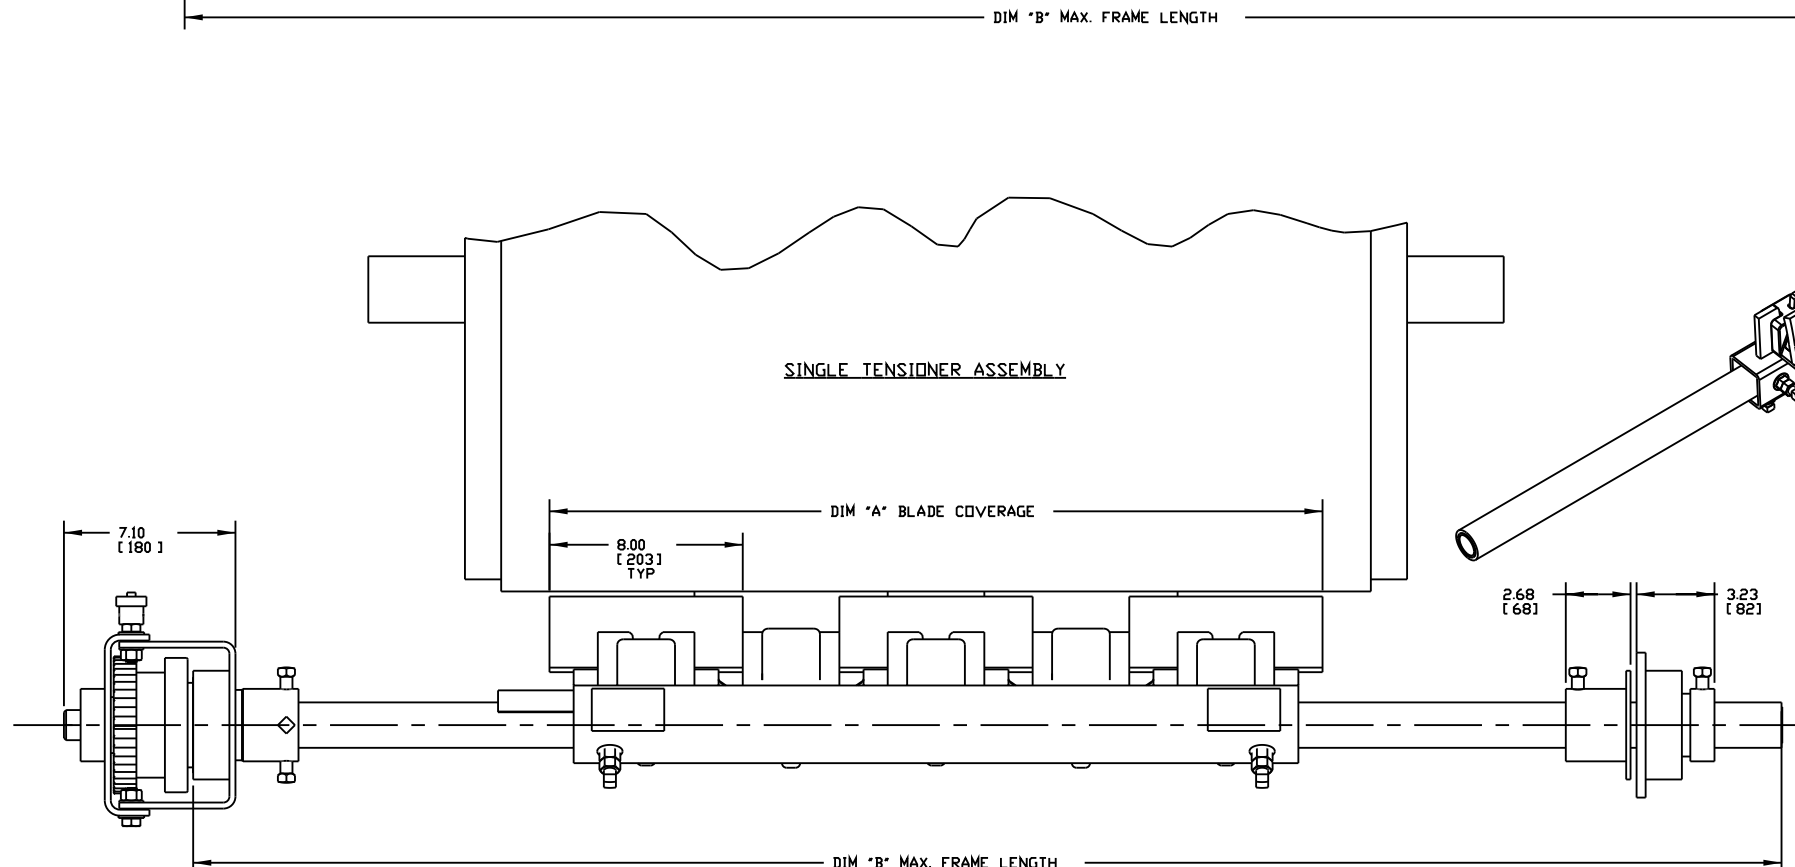 DIM "B" MAX. FRAME LENGTH
SINGLE TENSIONER ASSEMBLY
DIM "A" BLADE COVERAGE
7.10
[180]
8.00
[203]
TYP
2.68
[68]
3.23
[82]
DIM "B" MAX. FRAME LENGTH